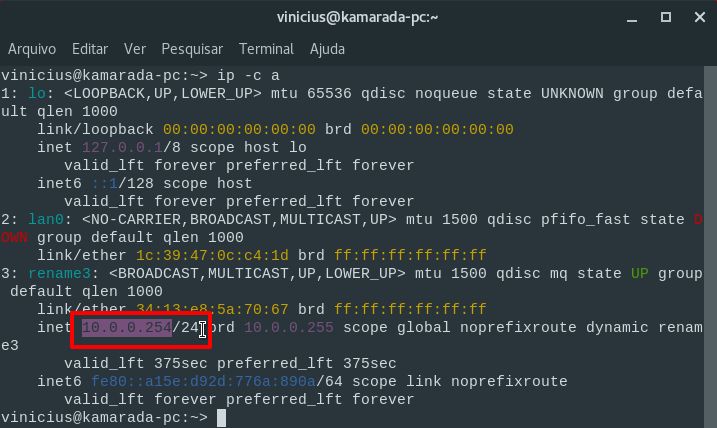 vinicius@kamarada-pc:~
Arquivo Editar Ver Pesquisar Terminal Ajuda
vinicius@kamarada-pc:~> ip -c a
1: lo: <LOOPBACK,UP,LOWER_UP> mtu 65536 qdisc noqueue state UNKNOWN group defa
ult qlen 1000
    link/loopback 00:00:00:00:00:00 brd 00:00:00:00:00:00
    inet 127.0.0.1/8 scope host lo
       valid_lft forever preferred_lft forever
    inet6 ::1/128 scope host
       valid_lft forever preferred_lft forever
2: lan0: <NO-CARRIER,BROADCAST,MULTICAST,UP> mtu 1500 qdisc pfifo_fast state D
OWN group default qlen 1000
    link/ether 1c:39:47:0c:c4:1d brd ff:ff:ff:ff:ff:ff
3: rename3: <BROADCAST,MULTICAST,UP,LOWER_UP> mtu 1500 qdisc mq state UP group
 default qlen 1000
    link/ether 34:13:e8:5a:70:67 brd ff:ff:ff:ff:ff:ff
    inet 10.0.0.254/24 brd 10.0.0.255 scope global noprefixroute dynamic renam
e3
       valid_lft 375sec preferred_lft 375sec
    inet6 fe80::a15e:d92d:776a:890a/64 scope link noprefixroute
       valid_lft forever preferred_lft forever
vinicius@kamarada-pc:~>